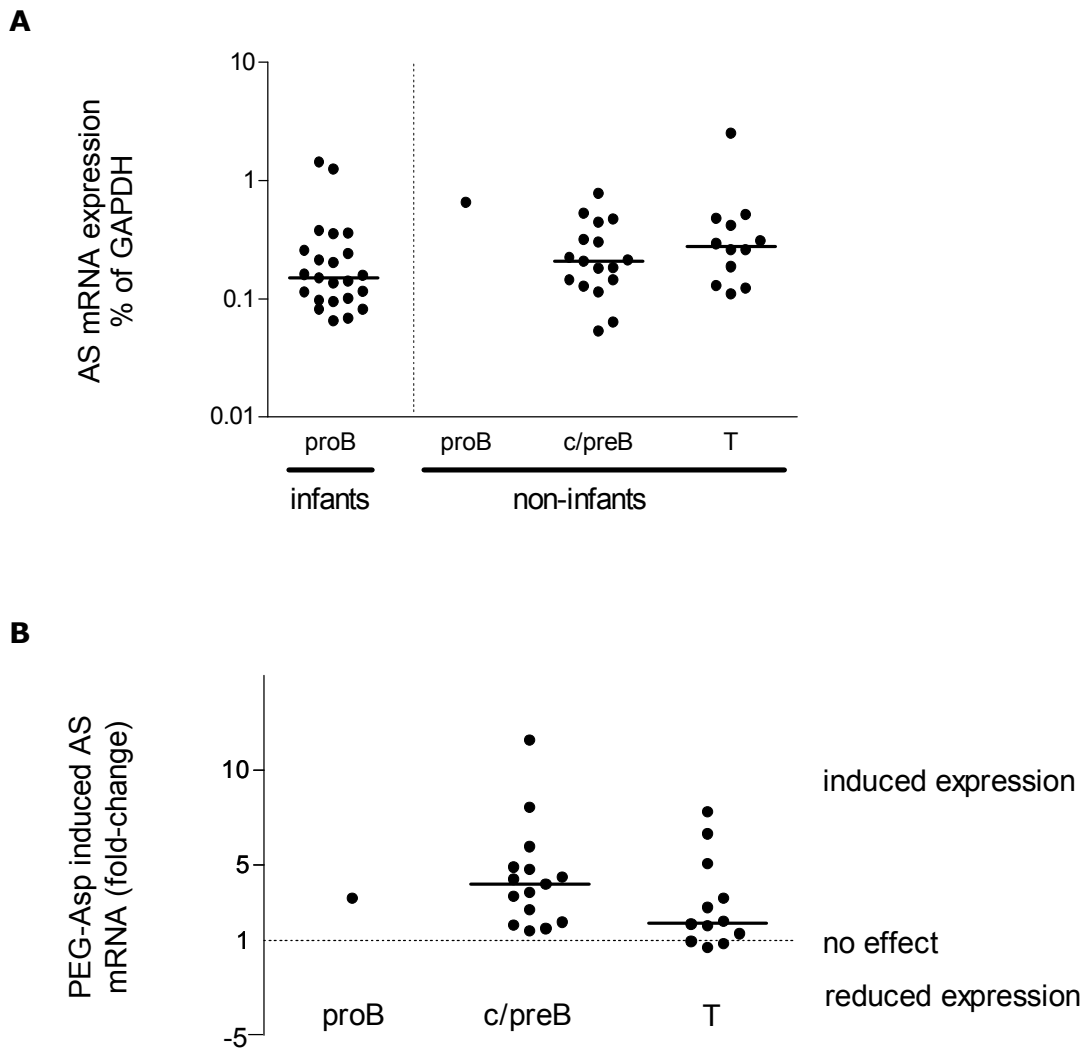 A
AS mRNA expression
% of GAPDH
10
1
0.1
0.01
proB
proB
c/preB
T
infants
non-infants
B
PEG-Asp induced AS
mRNA (fold-change)
10
5
1
-5
induced expression
no effect
reduced expression
proB
c/preB
T